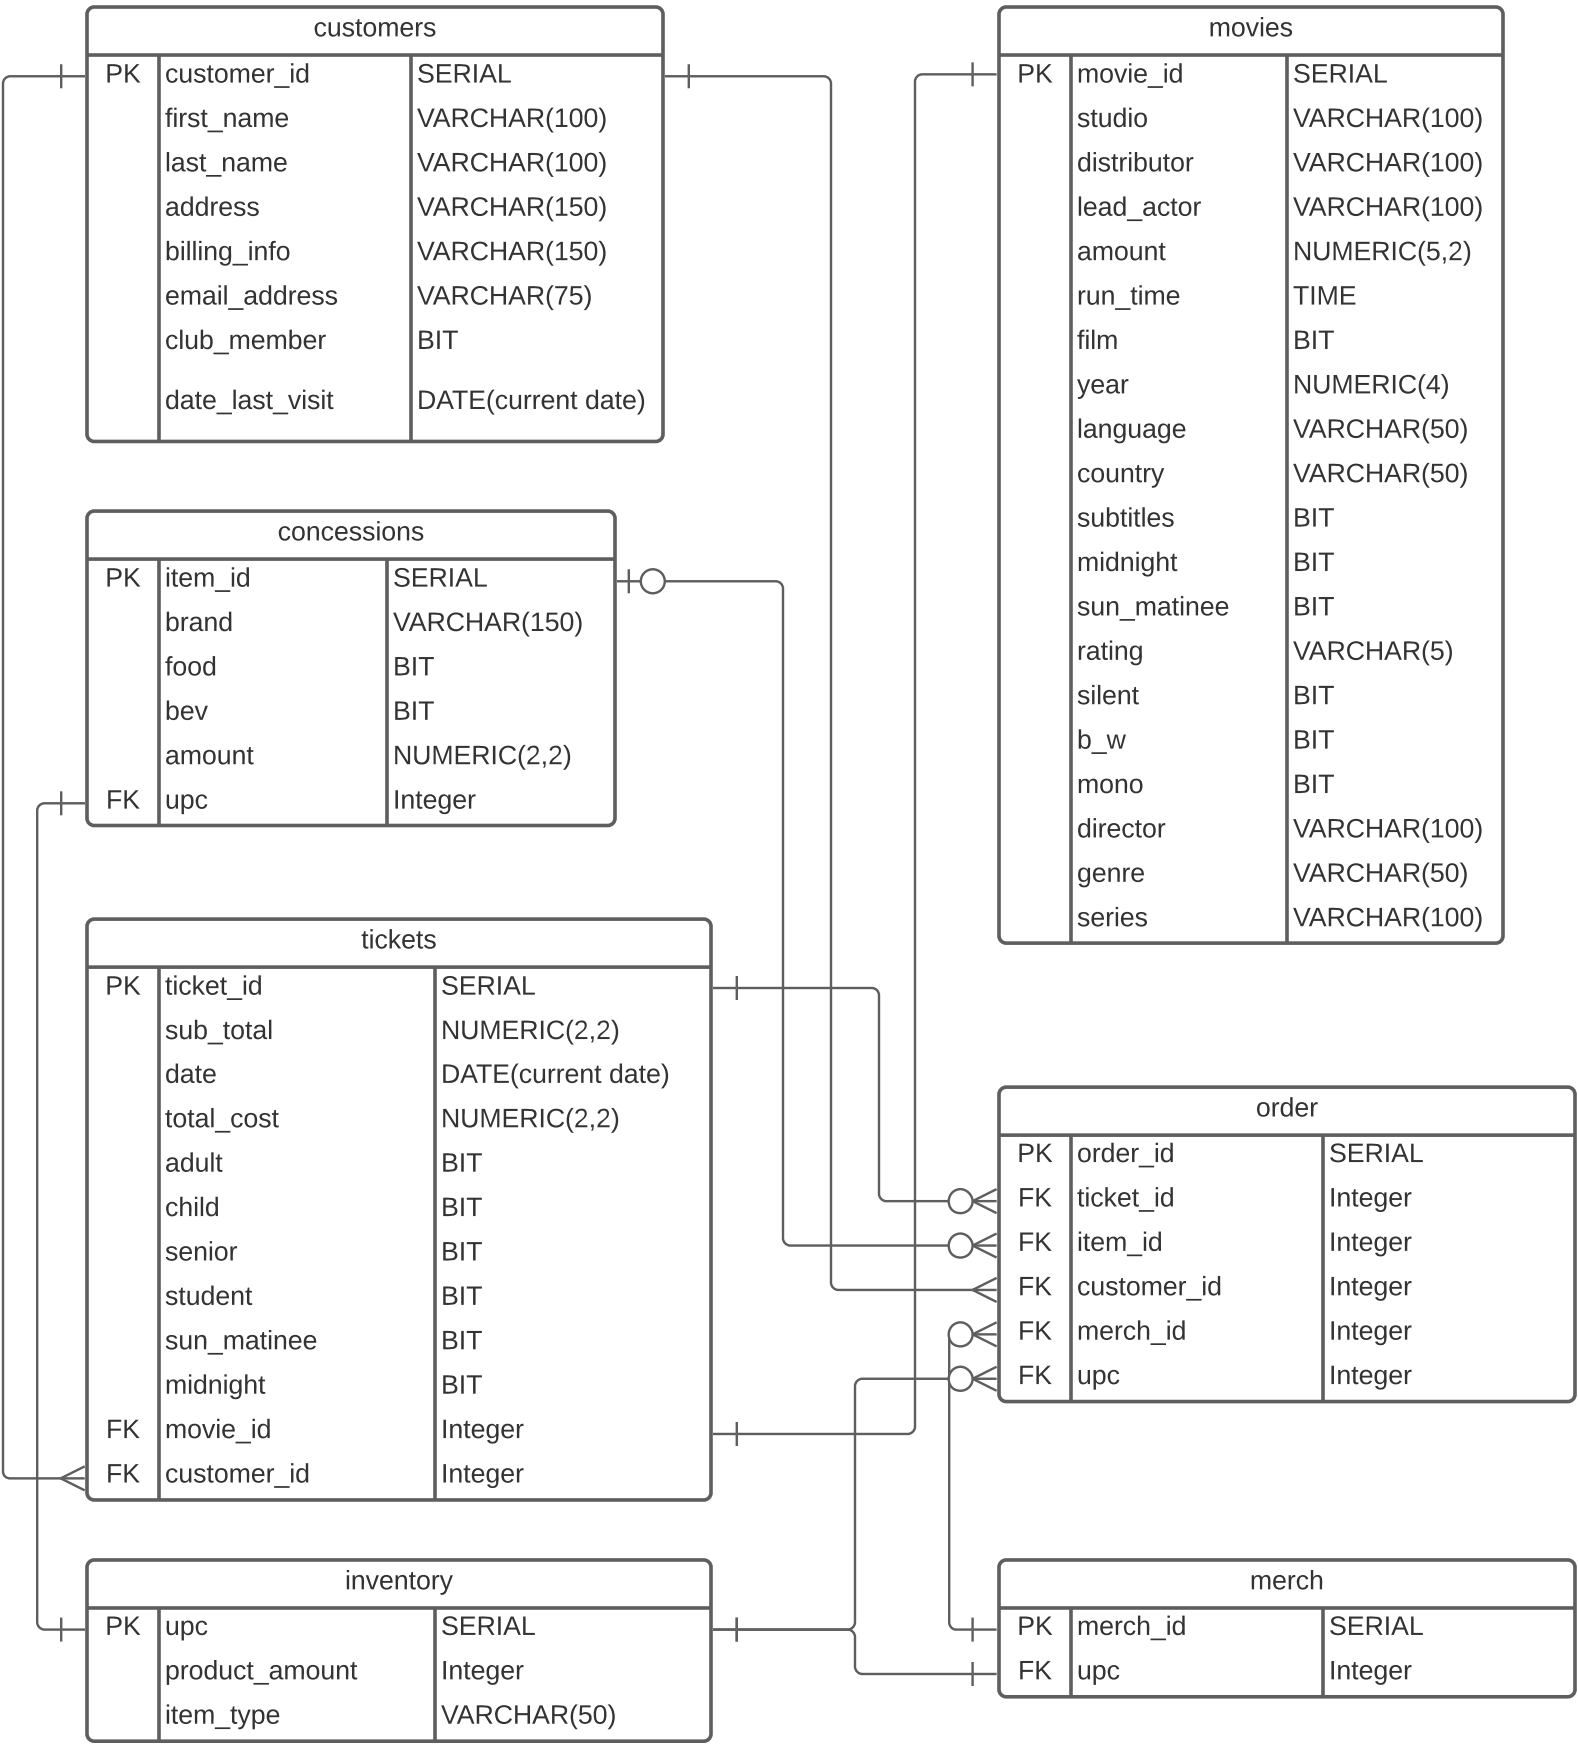 customers
PK customer_id SERIAL
first_name VARCHAR(100)
last_name VARCHAR(100)
address VARCHAR(150)
billing_info VARCHAR(150)
email_address VARCHAR(75)
club_member BIT
date_last_visit DATE(current date)
movies
PK movie_id SERIAL
studio VARCHAR(100)
distributor VARCHAR(100)
lead_actor VARCHAR(100)
amount NUMERIC(5,2)
run_time TIME
film BIT
year NUMERIC(4)
language VARCHAR(50)
country VARCHAR(50)
subtitles BIT
midnight BIT
sun_matinee BIT
rating VARCHAR(5)
silent BIT
b_w BIT
mono BIT
director VARCHAR(100)
genre VARCHAR(50)
series VARCHAR(100)
concessions
PK item_id SERIAL
brand VARCHAR(150)
food BIT
bev BIT
amount NUMERIC(2,2)
FK upc Integer
tickets
PK ticket_id SERIAL
sub_total NUMERIC(2,2)
date DATE(current date)
total_cost NUMERIC(2,2)
adult BIT
child BIT
senior BIT
student BIT
sun_matinee BIT
midnight BIT
FK movie_id Integer
FK customer_id Integer
order
PK order_id SERIAL
FK ticket_id Integer
FK item_id Integer
FK customer_id Integer
FK merch_id Integer
FK upc Integer
inventory
PK upc SERIAL
product_amount Integer
item_type VARCHAR(50)
merch
PK merch_id SERIAL
FK upc Integer